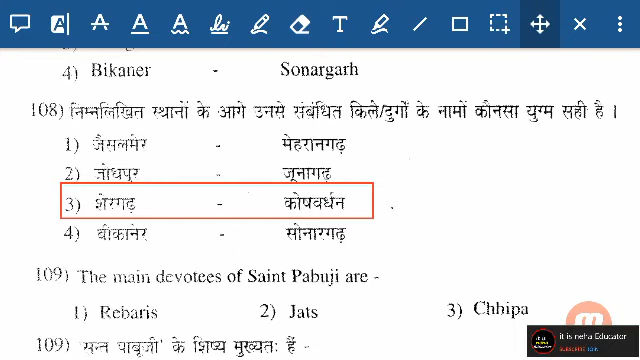 4) Bikaner - Sonargarh
108) निम्नलिखित स्थानों के आगे उनसे संबंधित किले/दुर्गों के नामों कौनसा युग्म सही है ।
1) जैसलमेर - मेहरानगढ़
2) जोधपुर - जूनागढ़
3) शेरगढ़ - कोषवर्धन
4) बीकानेर - सोनारगढ़
109) The main devotees of Saint Pabuji are -
1) Rebaris 2) Jats 3) Chhipa
109) सन्त पाबूजी' के शिष्य मुख्यतः हैं -
it is neha Educator
SUBSCRIBE JOIN